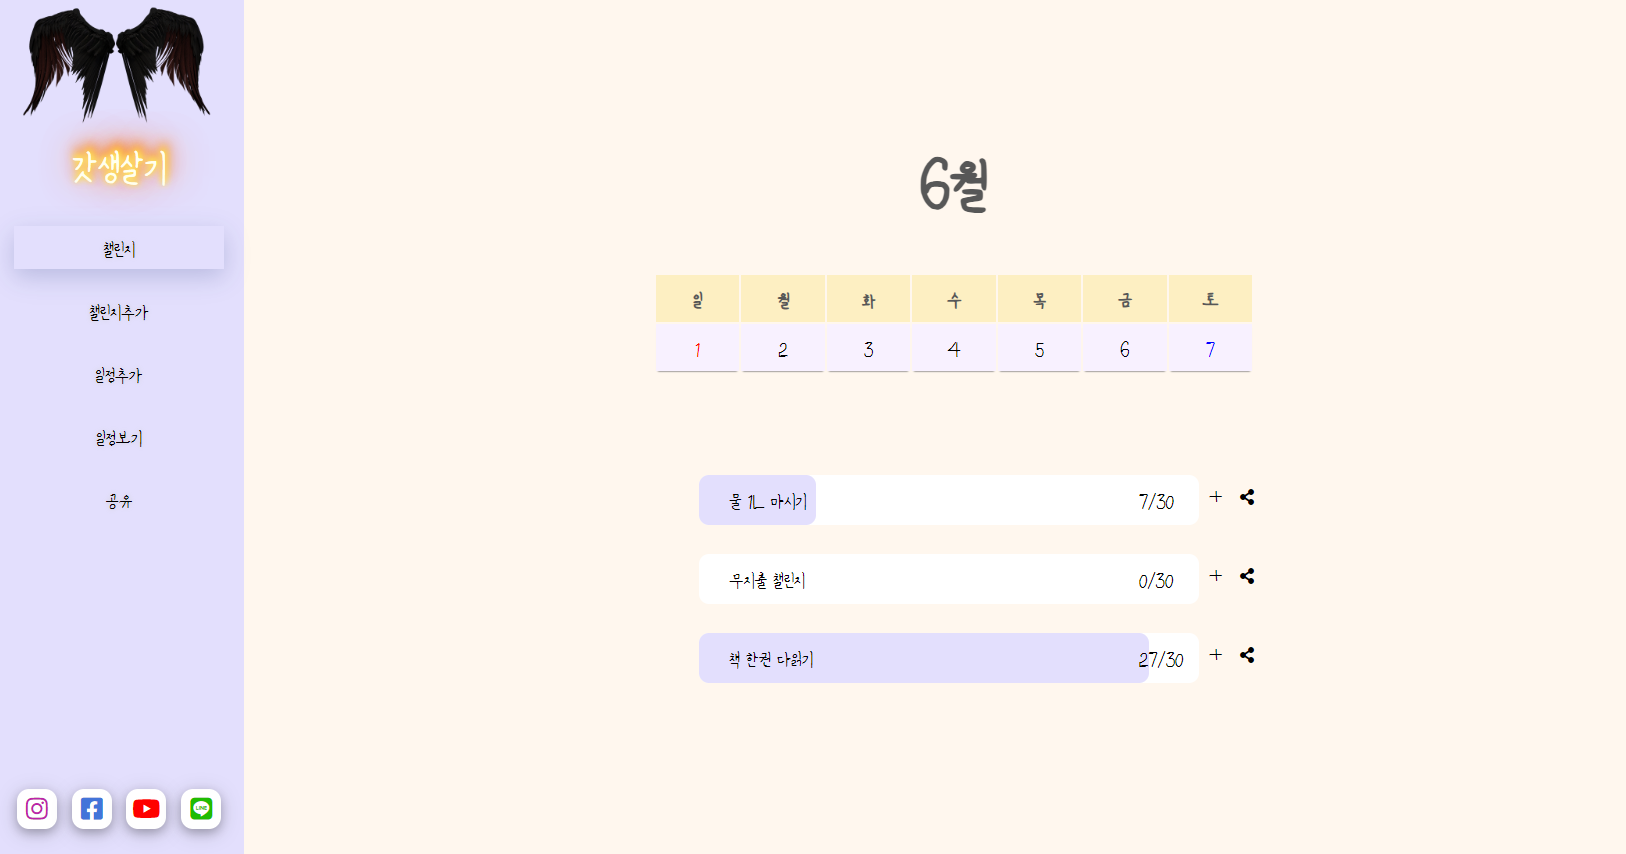 갓생살기
챌린지
챌린지추가
일정추가
일정보기
공유
6월
일 월 화 수 목 금 토
1 2 3 4 5 6 7
물 1L 마시기 7/30 +
무지출 챌린지 0/30 +
책 한권 다읽기 27/30 +
LINE